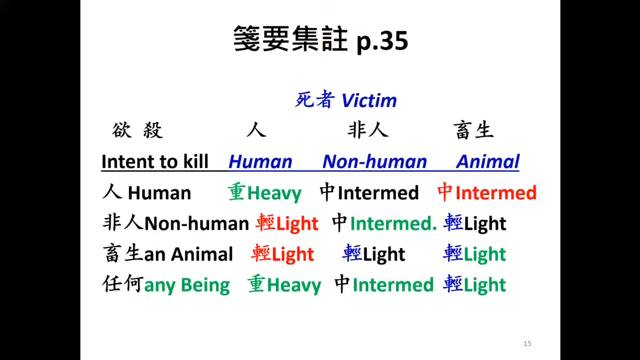 箋要集註 p.35
死者 Victim
欲 殺 人 非人 畜生
Intent to kill Human Non-human Animal
人 Human 重Heavy 中Intermed 中Intermed
非人Non-human 輕Light 中Intermed. 輕Light
畜生an Animal 輕Light 輕Light 輕Light
任何any Being 重Heavy 中Intermed 輕Light
15